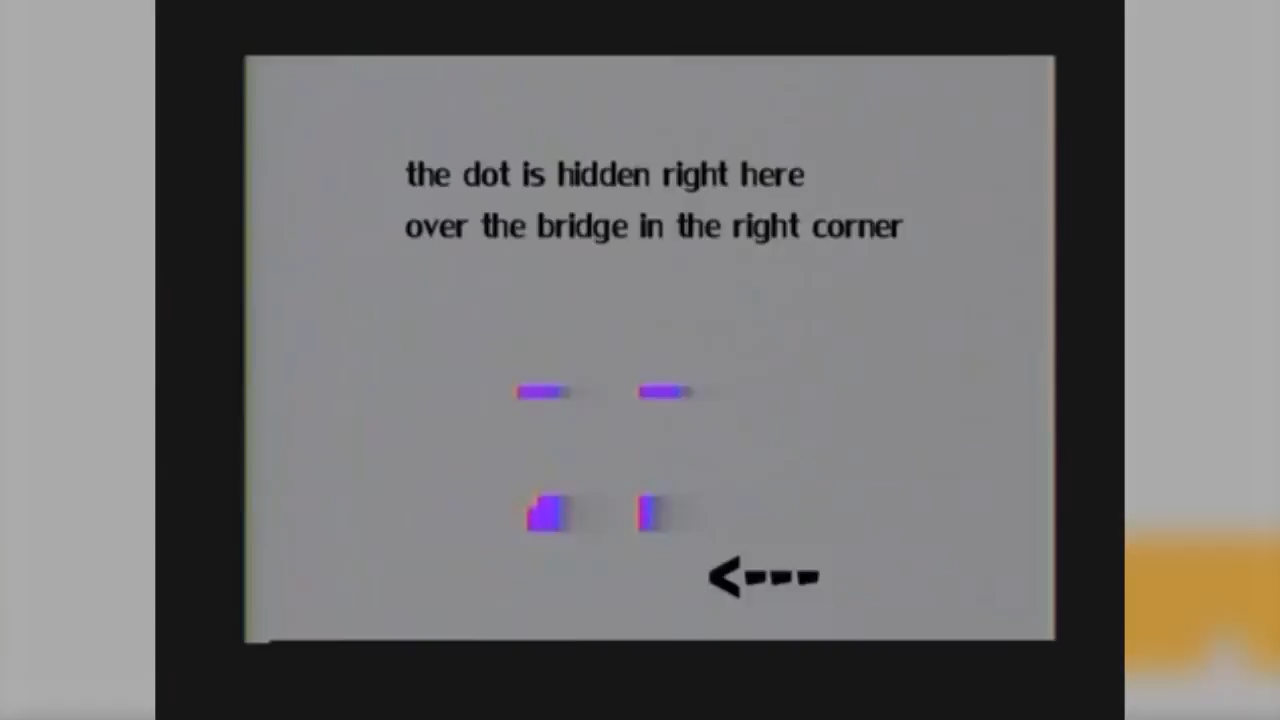 the dot is hidden right here
over the bridge in the right corner
<---